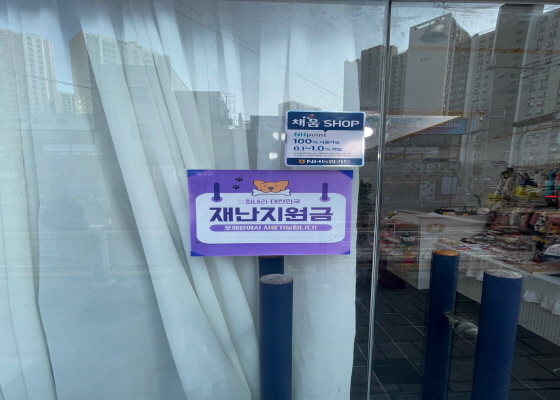 채움 SHOP
NHpoint
100% 사용가능
0.1~1.0% 적립
NH농협카드
힘내라 대한민국
재난지원금
포에버에서 사용가능합니다!